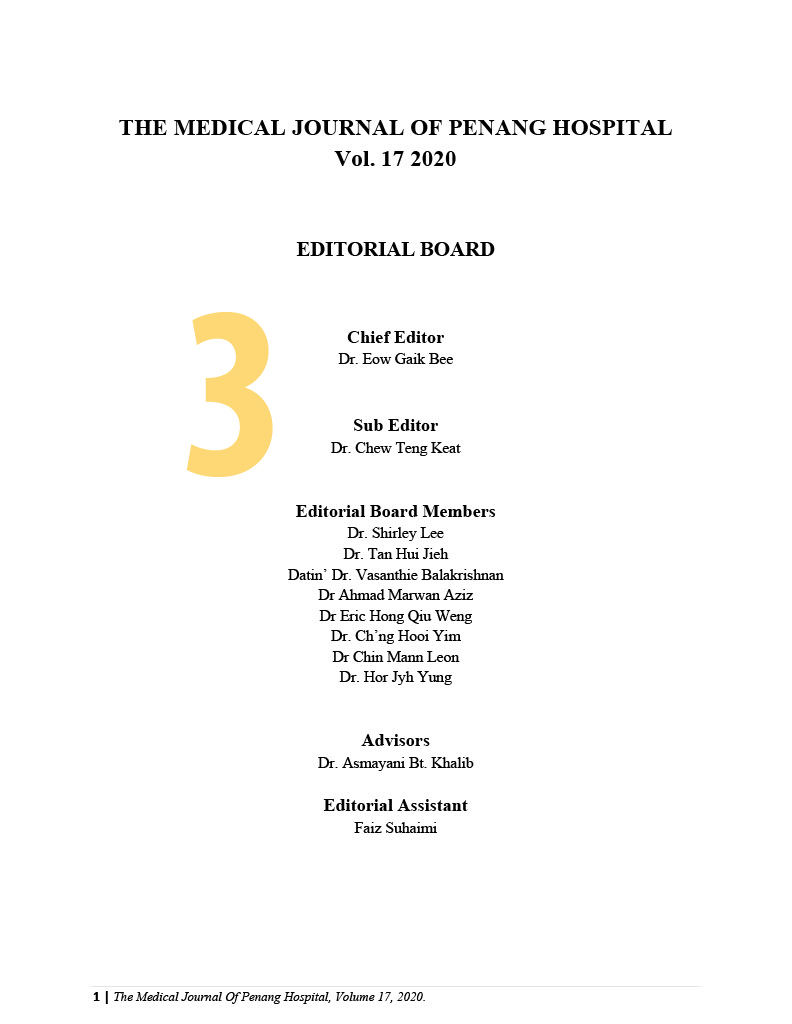 THE MEDICAL JOURNAL OF PENANG HOSPITAL
Vol. 17 2020
EDITORIAL BOARD
3
Chief Editor
Dr. Eow Gaik Bee
Sub Editor
Dr. Chew Teng Keat
Editorial Board Members
Dr. Shirley Lee
Dr. Tan Hui Jieh
Datin’ Dr. Vasanthie Balakrishnan
Dr Ahmad Marwan Aziz
Dr Eric Hong Qiu Weng
Dr. Ch’ng Hooi Yim
Dr Chin Mann Leon
Dr. Hor Jyh Yung
Advisors
Dr. Asmayani Bt. Khalib
Editorial Assistant
Faiz Suhaimi
1 | The Medical Journal Of Penang Hospital, Volume 17, 2020.